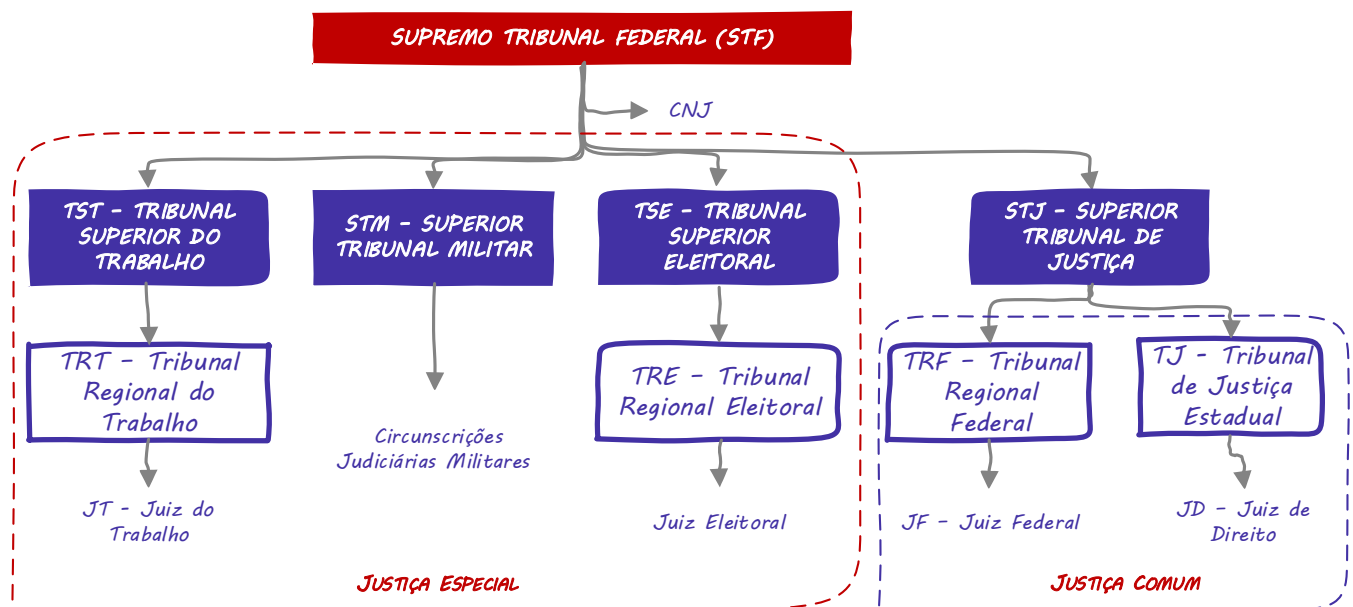 SUPREMO TRIBUNAL FEDERAL (STF)
CNJ
TST - TRIBUNAL
SUPERIOR DO
TRABALHO
STM - SUPERIOR
TRIBUNAL MILITAR
TSE - TRIBUNAL
SUPERIOR
ELEITORAL
STJ - SUPERIOR
TRIBUNAL DE
JUSTIÇA
TRT - Tribunal
Regional do
Trabalho
TRE - Tribunal
Regional Eleitoral
TRF - Tribunal
Regional
Federal
TJ - Tribunal
de Justiça
Estadual
Circunscrições
Judiciárias Militares
JT - Juiz do
Trabalho
Juiz Eleitoral
JF - Juiz Federal
JD - Juiz de
Direito
JUSTIÇA ESPECIAL
JUSTIÇA COMUM